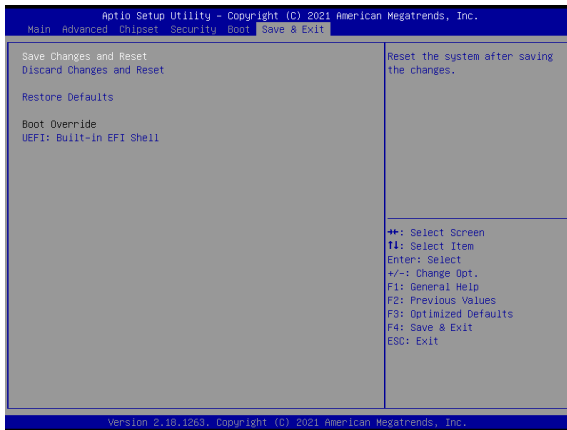 Aptio Setup Utility – Copyright (C) 2021 American Megatrends, Inc.
Main Advanced Chipset Security Boot Save & Exit
Save Changes and Reset
Discard Changes and Reset
Restore Defaults
Boot Override
UEFI: Built-in EFI Shell
Reset the system after saving
the changes.
→←: Select Screen
↑↓: Select Item
Enter: Select
+/-: Change Opt.
F1: General Help
F2: Previous Values
F3: Optimized Defaults
F4: Save & Exit
ESC: Exit
Version 2.18.1263. Copyright (C) 2021 American Megatrends, Inc.